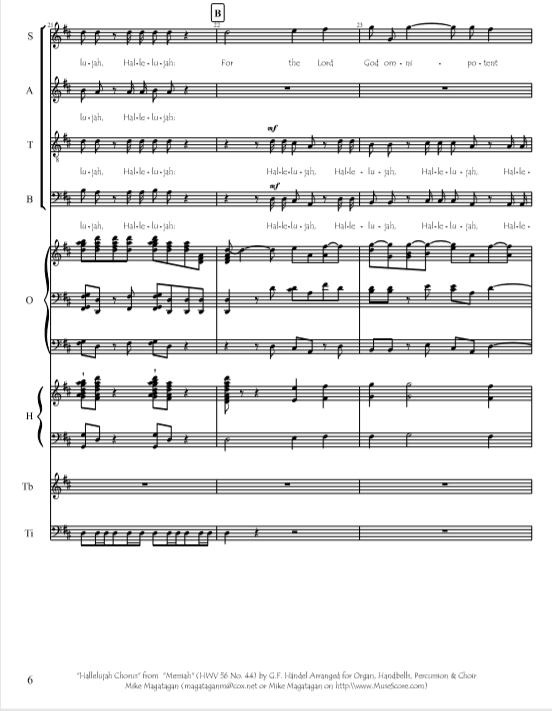 B
21 22 23
S
lu - jah, Hal - le - lu - jah: For the Lord God om - ni - po - tent
A
lu - jah, Hal - le - lu - jah:
mf
T
lu - jah, Hal - le - lu - jah: Hal - le - lu - jah, Hal - le - lu - jah, Hal - le - lu - jah, Hal - le -
mf
B
lu - jah, Hal - le - lu - jah: Hal - le - lu - jah, Hal - le - lu - jah, Hal - le - lu - jah, Hal - le -
O
H
Tb
Ti
"Hallelujah Chorus" from "Messiah" (HWV 56 No. 44) by G.F. Händel Arranged for Organ, Handbells, Percussion & Choir
6 Mike Magatagan (magataganm@cox.net or Mike Magatagan on http:\\www.MuseScore.com)